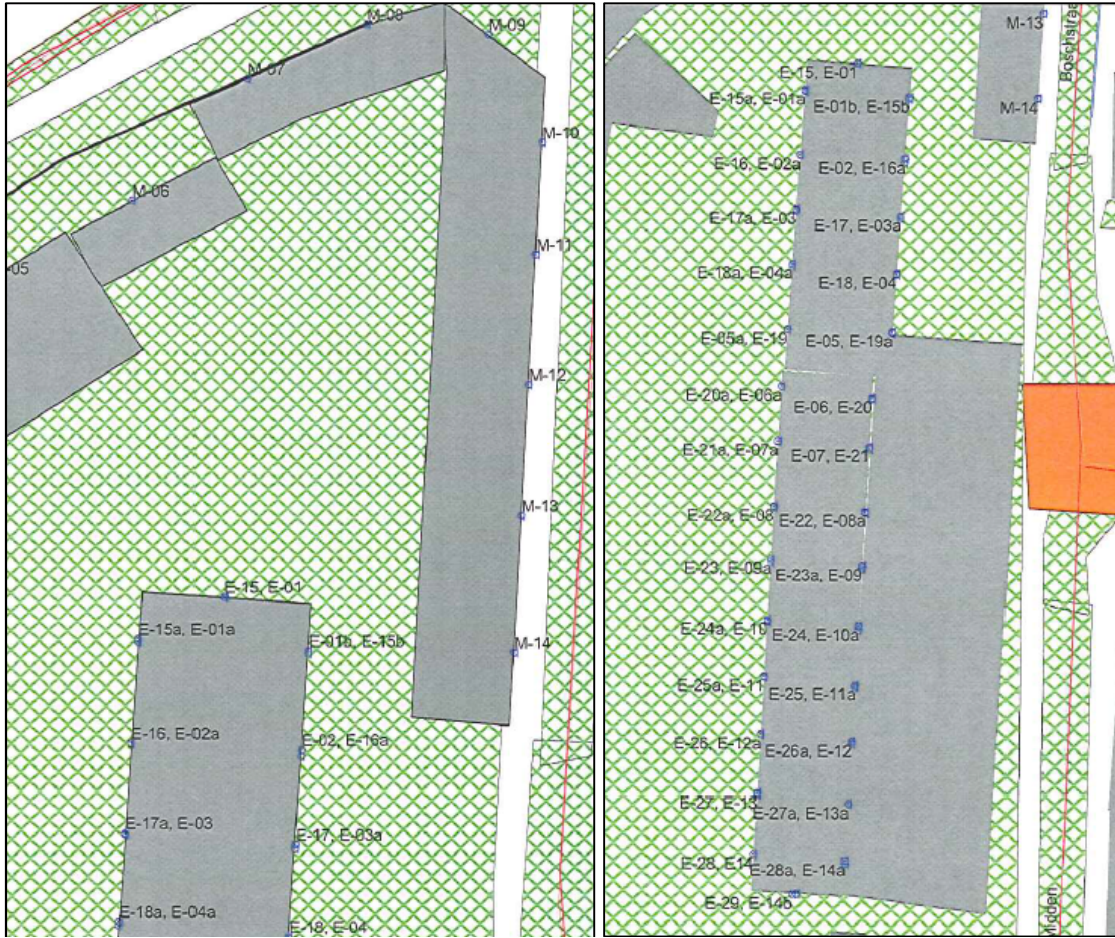 M-08
M-09
M-07
M-10
M-06
M-11
-05
M-12
M-13
E-15, E-01
E-15a, E-01a
E-01b, E-15b
M-14
E-16, E-02a
E-02, E-16a
E-17a, E-03
E-17, E-03a
E-18a, E-04a
E-18, E-04
M-13
Boschstraa
E-15, E-01
E-15a, E-01a
E-01b, E-15b
M-14
E-16, E-02a
E-02, E-16a
E-17a, E-03
E-17, E-03a
E-18a, E-04a
E-18, E-04
E-05a, E-19
E-05, E-19a
E-20a, E-06a
E-06, E-20
E-21a, E-07a
E-07, E-21
E-22a, E-08
E-22, E-08a
E-23, E-09a
E-23a, E-09
E-24a, E-10
E-24, E-10a
E-25a, E-11
E-25, E-11a
E-26, E-12a
E-26a, E-12
E-27, E-13
E-27a, E-13a
E-28, E14
E-28a, E-14a
E-29, E-14b
Midden